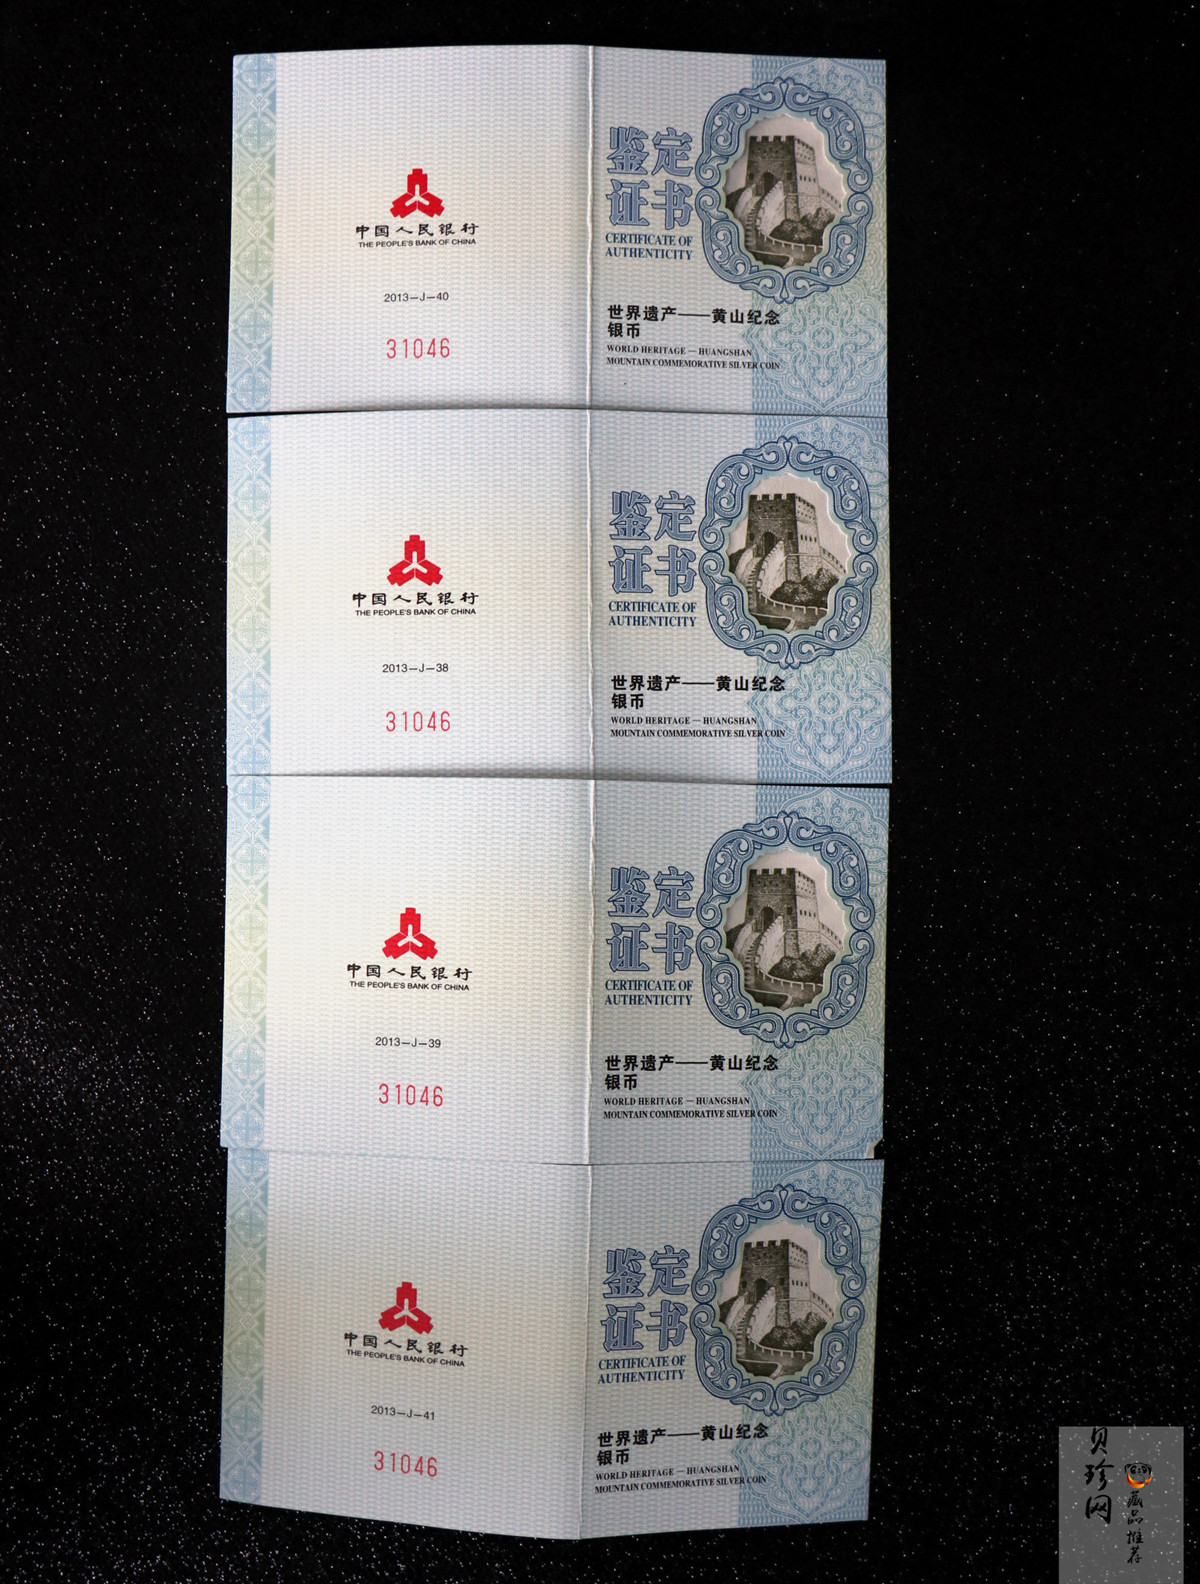 中国人民银行
THE PEOPLE'S BANK OF CHINA
2013—J—40
31046
鉴定
证书
CERTIFICATE OF
AUTHENTICITY
世界遗产——黄山纪念
银币
WORLD HERITAGE — HUANGSHAN
MOUNTAIN COMMEMORATIVE SILVER COIN
中国人民银行
THE PEOPLE'S BANK OF CHINA
2013—J—38
31046
鉴定
证书
CERTIFICATE OF
AUTHENTICITY
世界遗产——黄山纪念
银币
WORLD HERITAGE — HUANGSHAN
MOUNTAIN COMMEMORATIVE SILVER COIN
中国人民银行
THE PEOPLE'S BANK OF CHINA
2013—J—39
31046
鉴定
证书
CERTIFICATE OF
AUTHENTICITY
世界遗产——黄山纪念
银币
WORLD HERITAGE — HUANGSHAN
MOUNTAIN COMMEMORATIVE SILVER COIN
中国人民银行
THE PEOPLE'S BANK OF CHINA
2013—J—41
31046
鉴定
证书
CERTIFICATE OF
AUTHENTICITY
世界遗产——黄山纪念
银币
WORLD HERITAGE — HUANGSHAN
MOUNTAIN COMMEMORATIVE SILVER COIN
贝珍网
藏品推荐